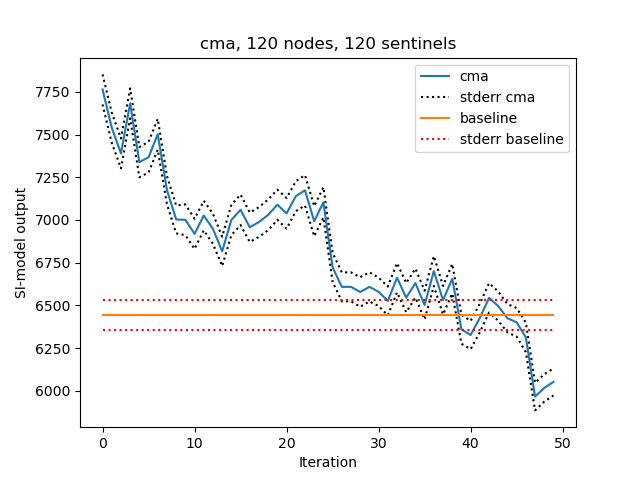 cma, 120 nodes, 120 sentinels
cma
stderr cma
baseline
stderr baseline
SI-model output
7750
7500
7250
7000
6750
6500
6250
6000
0 10 20 30 40 50
Iteration